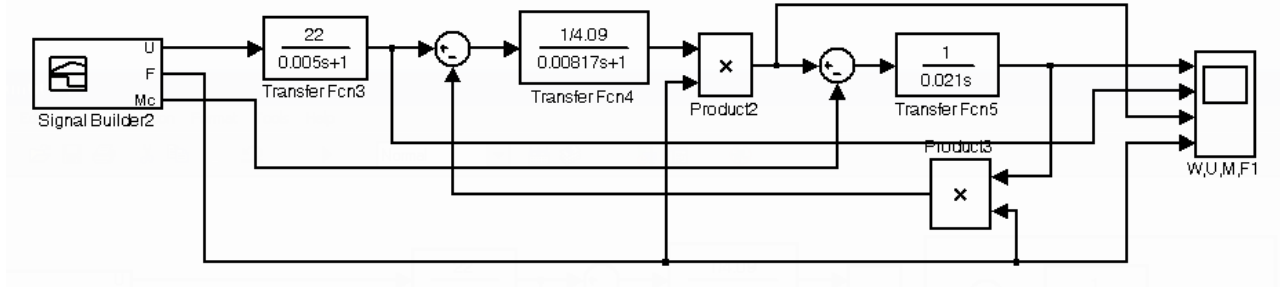 U
F
Mc
Signal Builder2
22
0.005s+1
Transfer Fcn3
1/4.09
0.00817s+1
Transfer Fcn4
×
Product2
1
0.021s
Transfer Fcn5
Product3
×
W,U,M,F1